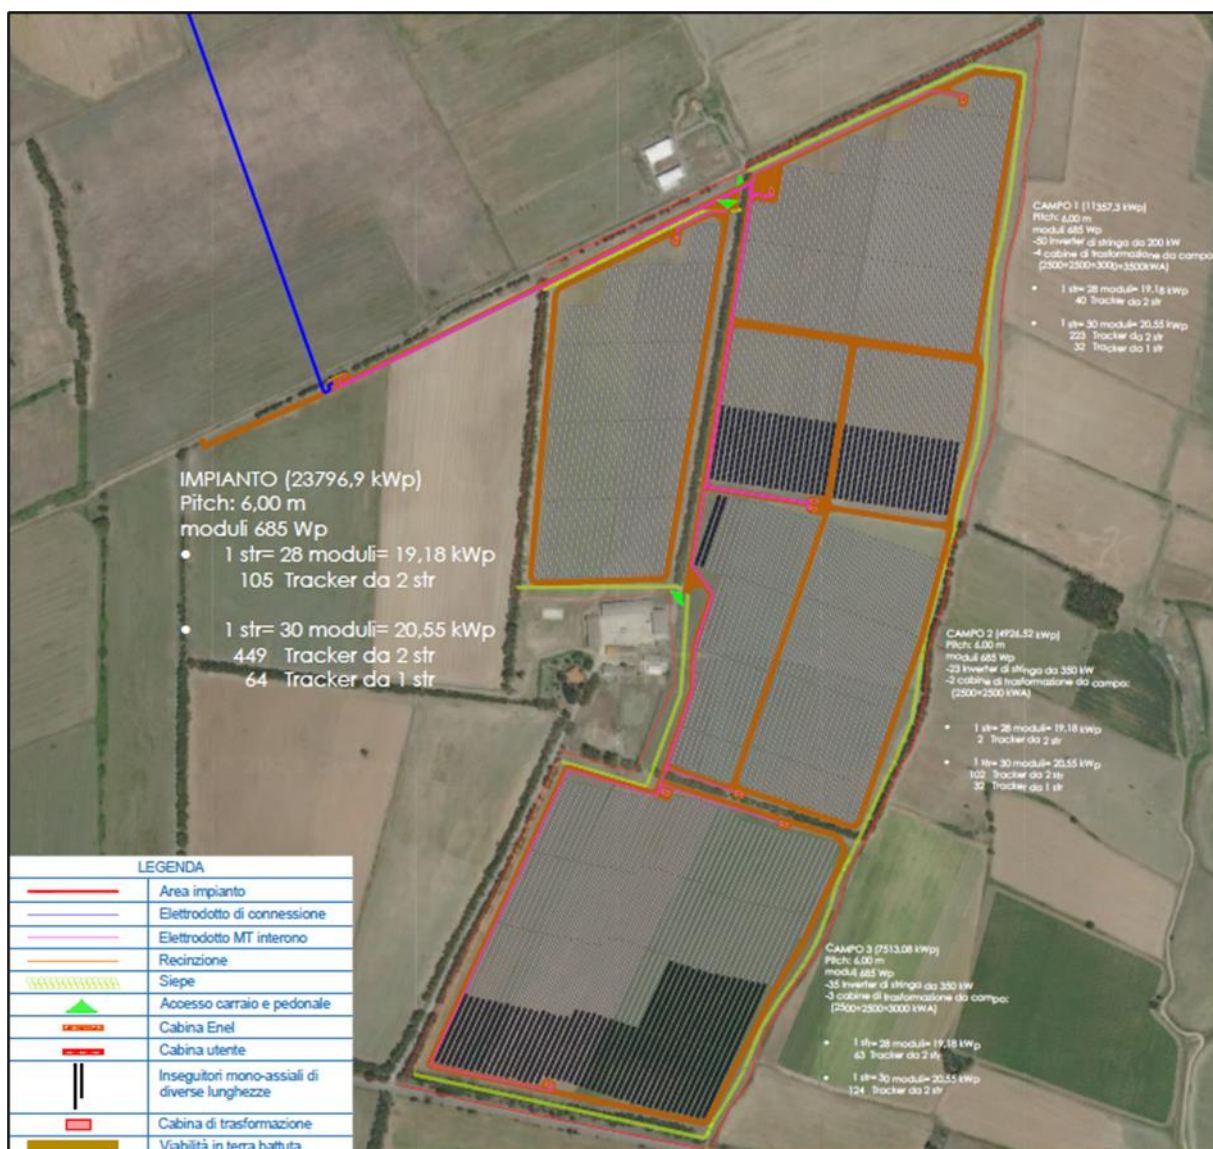 CAMPO 1 (11357,3 kWp)
Pitch: 6,00 m
moduli 685 Wp
-50 inverter di stringa da 200 kW
-4 cabine di trasformazione da campo:
(2500+2500+3000+3500kWA)
• 1 str= 28 moduli= 19,18 kWp
40 Tracker da 2 str
• 1 str= 30 moduli= 20,55 kWp
223 Tracker da 2 str
32 Tracker da 1 str
IMPIANTO (23796,9 kWp)
Pitch: 6,00 m
moduli 685 Wp
• 1 str= 28 moduli= 19,18 kWp
105 Tracker da 2 str
• 1 str= 30 moduli= 20,55 kWp
449 Tracker da 2 str
64 Tracker da 1 str
CAMPO 2 (4926,52 kWp)
Pitch: 6,00 m
moduli 685 Wp
-23 inverter di stringa da 350 kW
-2 cabine di trasformazione da campo:
(2500+2500 kWA)
• 1 str= 28 moduli= 19,18 kWp
2 Tracker da 2 str
• 1 str= 30 moduli= 20,55 kWp
102 Tracker da 2 str
32 Tracker da 1 str
CAMPO 3 (7513,08 kWp)
Pitch: 6,00 m
moduli 685 Wp
-35 inverter di stringa da 350 kW
-3 cabine di trasformazione da campo:
(2500+2500+3000 kWA)
• 1 str= 28 moduli= 19,18 kWp
63 Tracker da 2 str
• 1 str= 30 moduli= 20,55 kWp
124 Tracker da 2 str
LEGENDA
Area impianto
Elettrodotto di connessione
Elettrodotto MT interono
Recinzione
Siepe
Accesso carraio e pedonale
Cabina Enel
Cabina utente
Inseguitori mono-assiali di
diverse lunghezze
Cabina di trasformazione
Viabilità in terra battuta